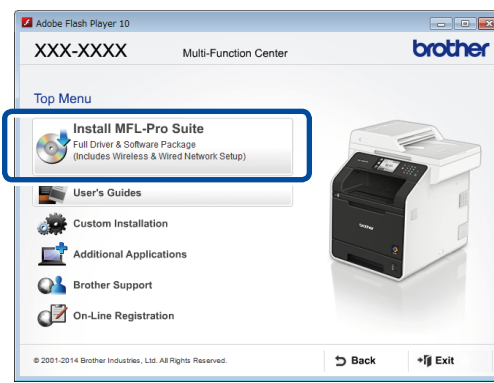 Adobe Flash Player 10
XXX-XXXX
Multi-Function Center
brother
Top Menu
Install MFL-Pro Suite
Full Driver & Software Package
(Includes Wireless & Wired Network Setup)
User's Guides
Custom Installation
Additional Applications
Brother Support
On-Line Registration
© 2001-2014 Brother Industries, Ltd. All Rights Reserved.
Back
Exit